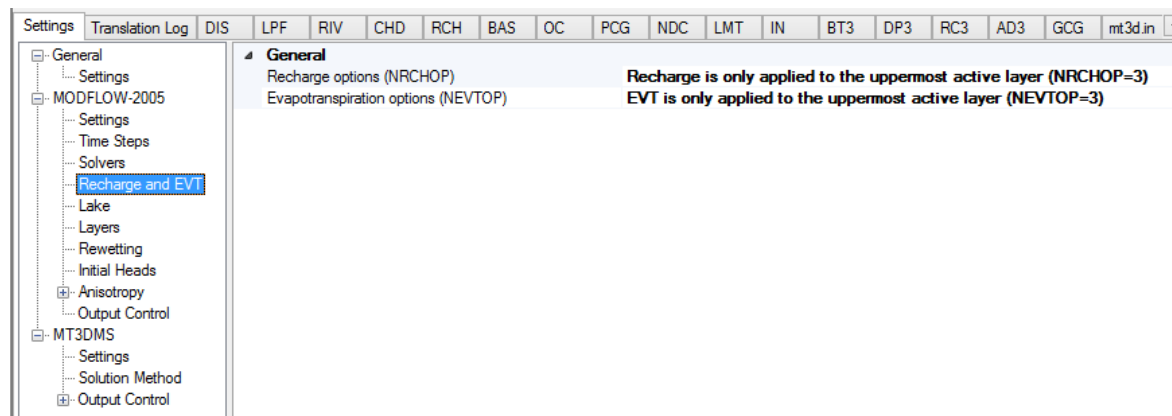 Settings Translation Log DIS LPF RIV CHD RCH BAS OC PCG NDC LMT IN BT3 DP3 RC3 AD3 GCG mt3d.in
General
Settings
MODFLOW-2005
Settings
Time Steps
Solvers
Recharge and EVT
Lake
Layers
Rewetting
Initial Heads
Anisotropy
Output Control
MT3DMS
Settings
Solution Method
Output Control
General
Recharge options (NRCHOP) Recharge is only applied to the uppermost active layer (NRCHOP=3)
Evapotranspiration options (NEVTOP) EVT is only applied to the uppermost active layer (NEVTOP=3)